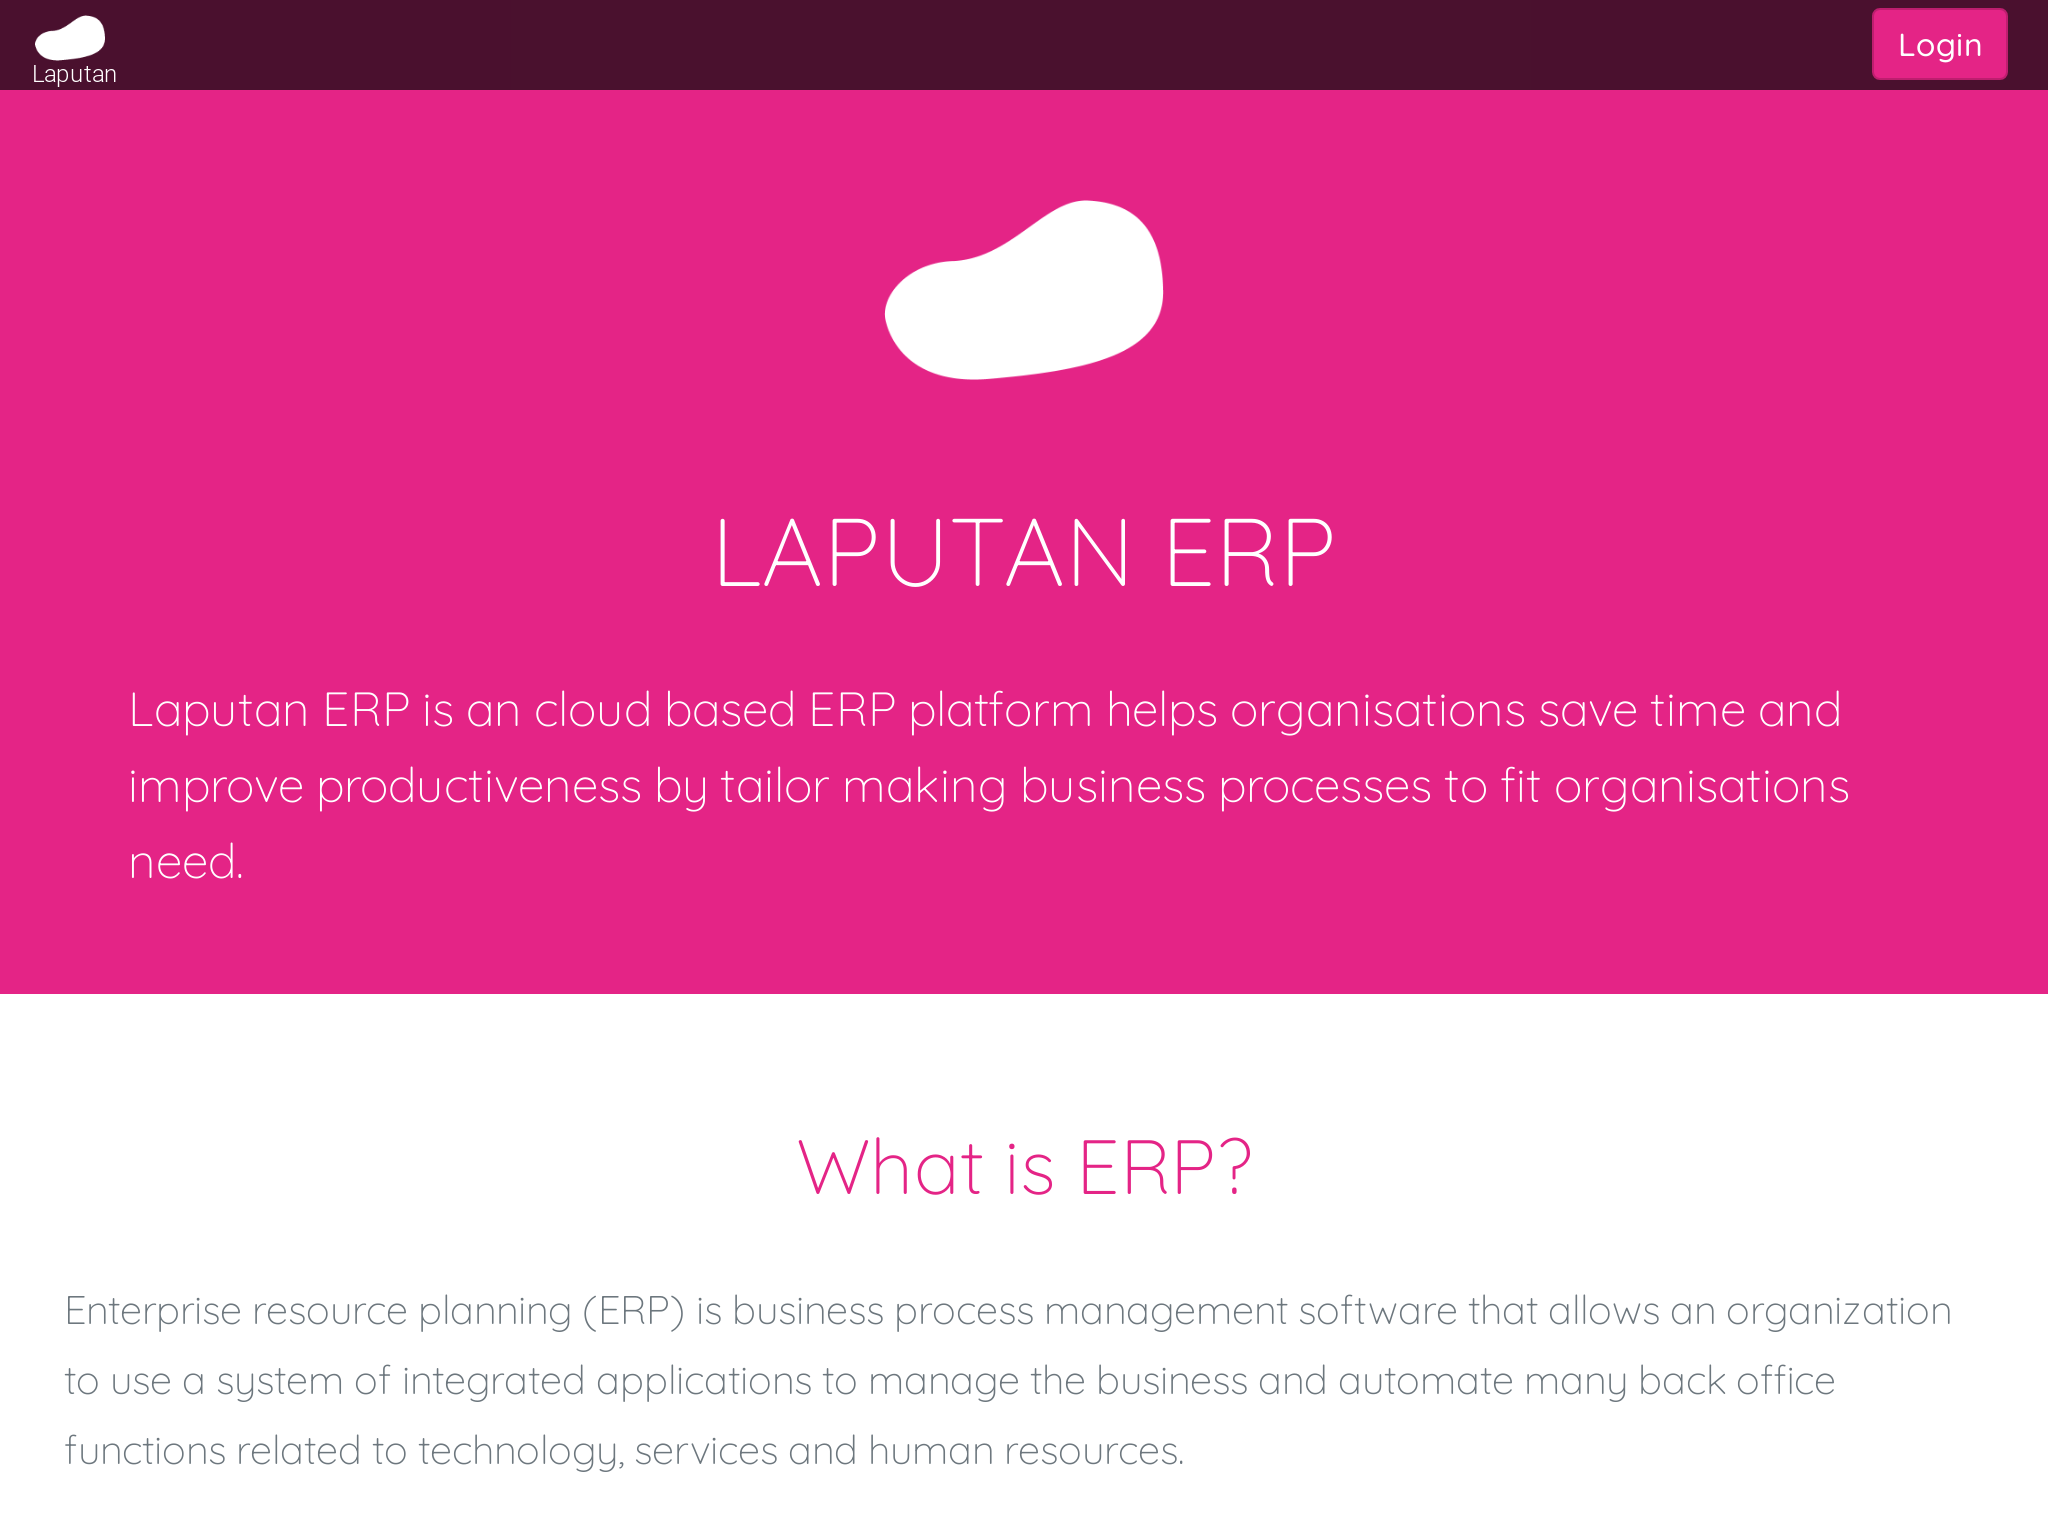 Laputan
Login
LAPUTAN ERP
Laputan ERP is an cloud based ERP platform helps organisations save time and
improve productiveness by tailor making business processes to fit organisations
need.
What is ERP?
Enterprise resource planning (ERP) is business process management software that allows an organization
to use a system of integrated applications to manage the business and automate many back office
functions related to technology, services and human resources.